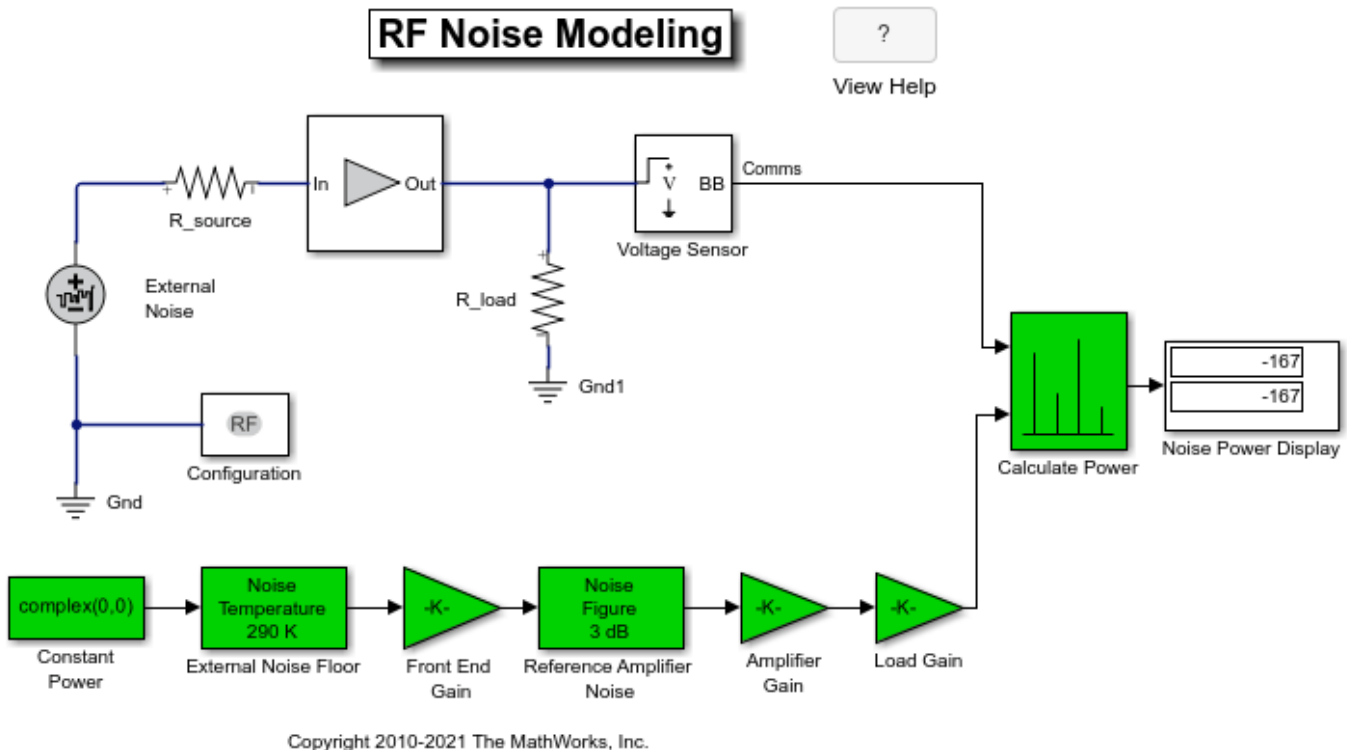 RF Noise Modeling
?
View Help
R_source
In
Out
V
BB
Comms
Voltage Sensor
External
Noise
R_load
Gnd1
RF
Configuration
Gnd
-167
-167
Calculate Power
Noise Power Display
complex(0,0)
Constant
Power
Noise
Temperature
290 K
External Noise Floor
-K-
Front End
Gain
Noise
Figure
3 dB
Reference Amplifier
Noise
-K-
Amplifier
Gain
-K-
Load Gain
Copyright 2010-2021 The MathWorks, Inc.